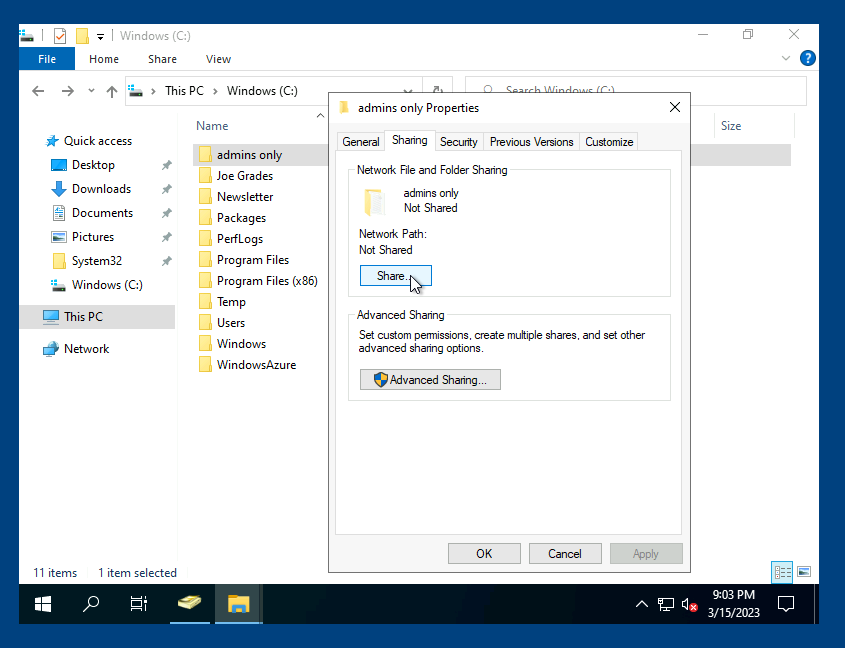 Windows (C:)
File Home Share View
This PC > Windows (C:)
Search Windows (C:)
Quick access
Desktop
Downloads
Documents
Pictures
System32
Windows (C:)
This PC
Network
Name
Size
admins only
Joe Grades
Newsletter
Packages
PerfLogs
Program Files
Program Files (x86)
Temp
Users
Windows
WindowsAzure
admins only Properties
General Sharing Security Previous Versions Customize
Network File and Folder Sharing
admins only
Not Shared
Network Path:
Not Shared
Share...
Advanced Sharing
Set custom permissions, create multiple shares, and set other
advanced sharing options.
Advanced Sharing...
OK Cancel Apply
11 items 1 item selected
9:03 PM
3/15/2023